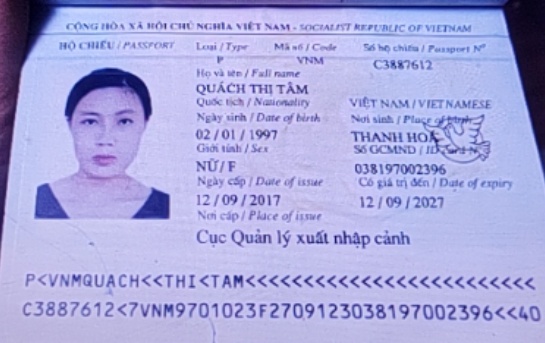 CỘNG HÒA XÃ HỘI CHỦ NGHĨA VIỆT NAM - SOCIALIST REPUBLIC OF VIETNAM
HỘ CHIẾU / PASSPORT Loại / Type Mã số / Code Số hộ chiếu / Passport Nº
P VNM C3887612
Họ và tên / Full name
QUÁCH THỊ TÂM
Quốc tịch / Nationality VIỆT NAM / VIETNAMESE
Ngày sinh / Date of birth Nơi sinh / Place of birth
02 / 01 / 1997 THANH HOÁ
Giới tính / Sex Số GCMND / ID card Nº
NỮ / F 038197002396
Ngày cấp / Date of issue Có giá trị đến / Date of expiry
12 / 09 / 2017 12 / 09 / 2027
Nơi cấp / Place of issue
Cục Quản lý xuất nhập cảnh
P<VNMQUACH<<THI<TAM<<<<<<<<<<<<<<<<<<<<<<<<<
C3887612<7VNM9701023F2709123038197002396<<40